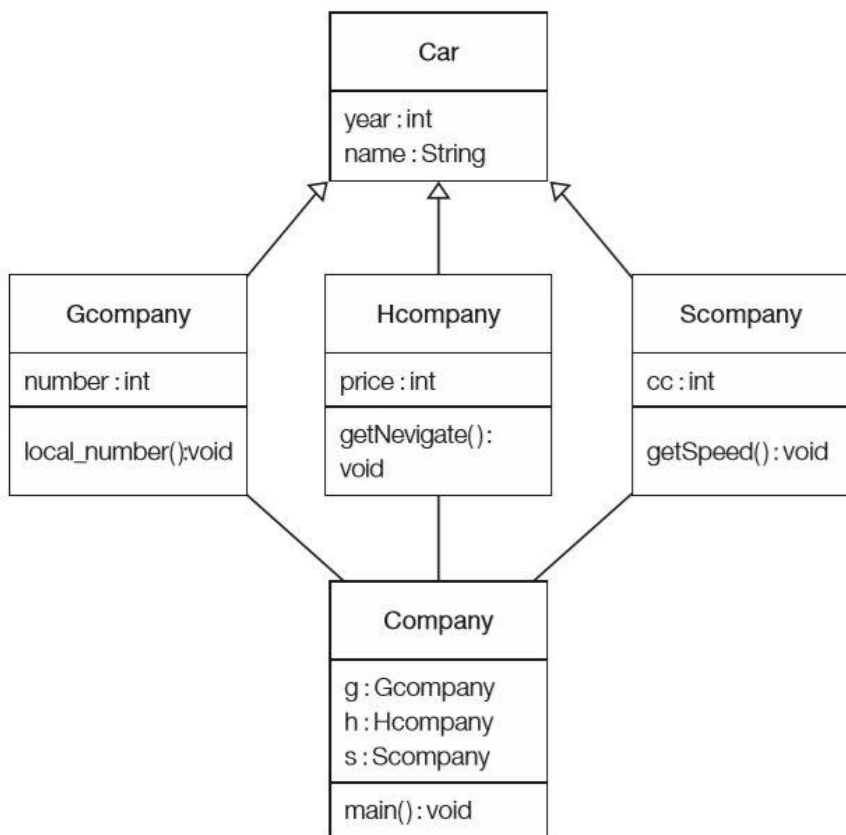 Car
year : int
name : String
Gcompany
number : int
local_number():void
Hcompany
price : int
getNevigate() :
void
Scompany
cc : int
getSpeed() : void
Company
g : Gcompany
h : Hcompany
s : Scompany
main() : void